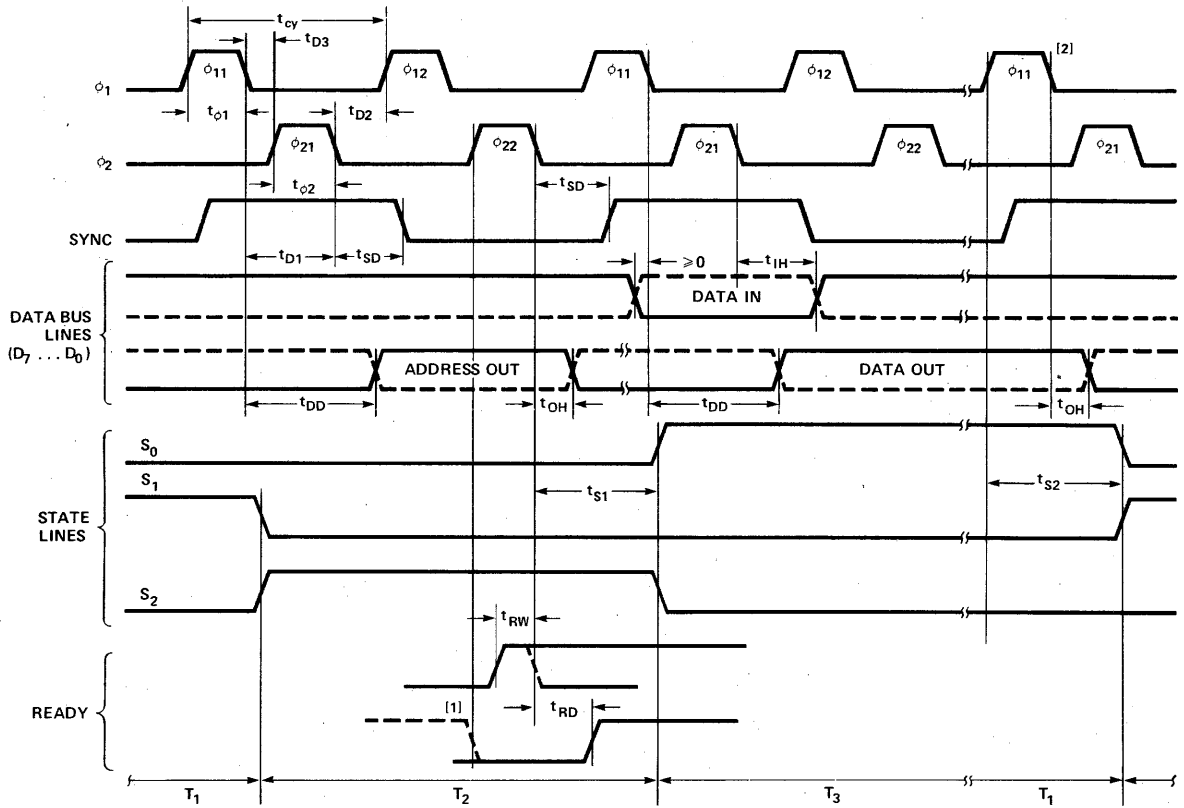 t_cy
t_D3
φ_1
φ_11
φ_12
φ_11
φ_12
φ_11
[2]
t_φ1
t_D2
φ_2
φ_21
φ_22
φ_21
φ_22
φ_21
t_φ2
t_SD
SYNC
t_D1
t_SD
≥0
t_IH
DATA IN
DATA BUS
LINES
(D_7 ... D_0)
ADDRESS OUT
DATA OUT
t_DD
t_OH
t_DD
t_OH
S_0
t_S1
t_S2
S_1
STATE
LINES
S_2
t_RW
READY
[1]
t_RD
T_1
T_2
T_3
T_1